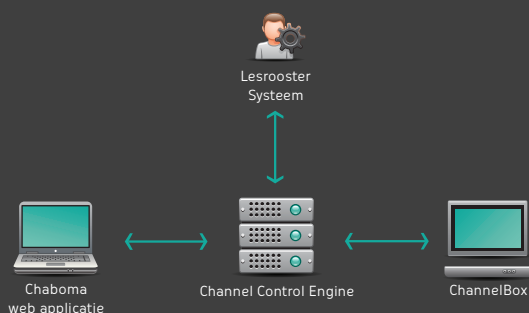 Lesrooster
Systeem
Chaboma
web applicatie
Channel Control Engine
ChannelBox